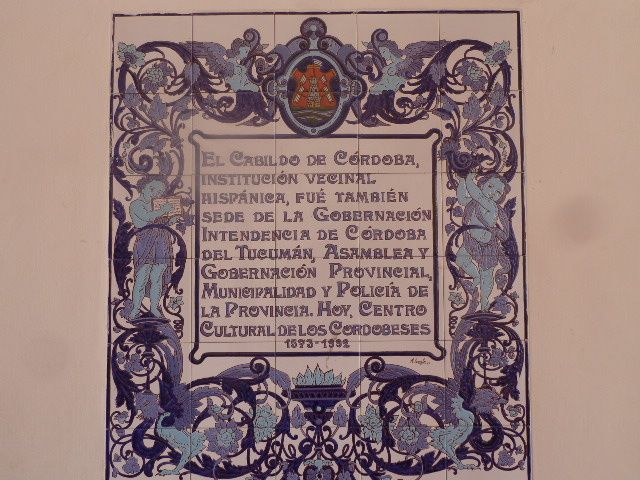 El Cabildo de Córdoba,
institución vecinal
hispánica, fué también
sede de la Gobernación
Intendencia de Córdoba
del Tucumán, Asamblea y
Gobernación Provincial,
Municipalidad y Policía de
la Provincia. Hoy, Centro
Cultural de los Cordobeses
1573-1992